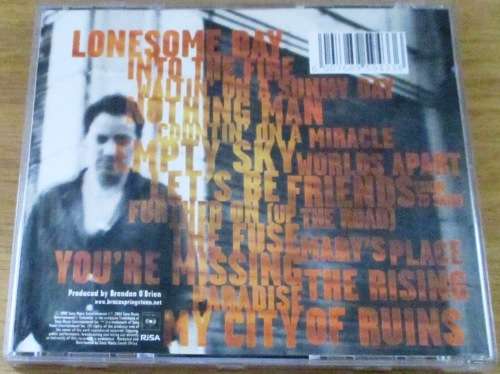 LONESOME DAY
INTO THE FIRE
WAITIN' ON A SUNNY DAY
NOTHING MAN
COUNTIN' ON A MIRACLE
EMPTY SKY
WORLDS APART
LET'S BE FRIENDS
FURTHER ON (UP THE ROAD)
THE FUSE
MARY'S PLACE
YOU'RE MISSING
THE RISING
PARADISE
MY CITY OF RUINS
Produced by Brendan O'Brien
www.brucespringsteen.net
RiSA